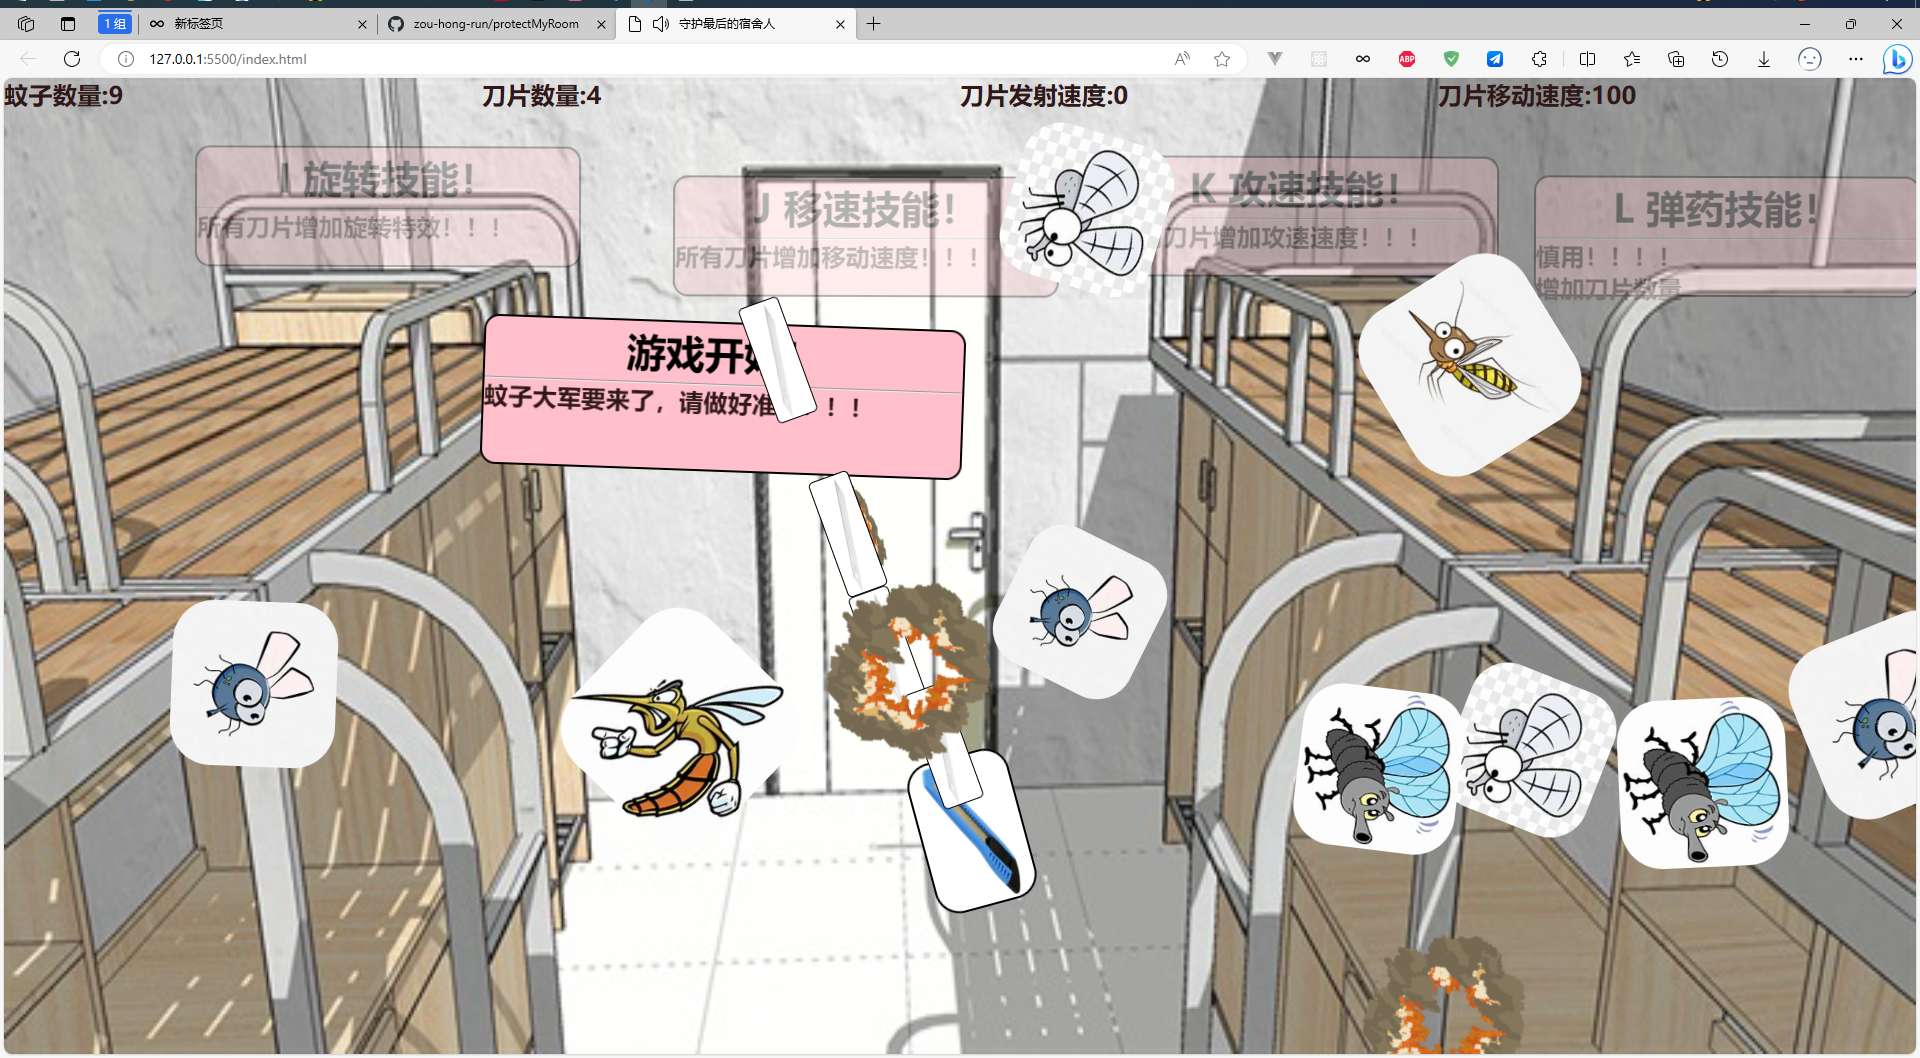 1 组
新标签页
zou-hong-run/protectMyRoom
守护最后的宿舍人
127.0.0.1:5500/index.html
ABP
蚊子数量:9
刀片数量:4
刀片发射速度:0
刀片移动速度:100
I 旋转技能!
所有刀片增加旋转特效！！！
J 移速技能!
所有刀片增加移动速度！！！
K 攻速技能!
刀片增加攻速速度！！！
L 弹药技能!
慎用！！！！
增加刀片数量
游戏开
蚊子大军要来了，请做好准！！